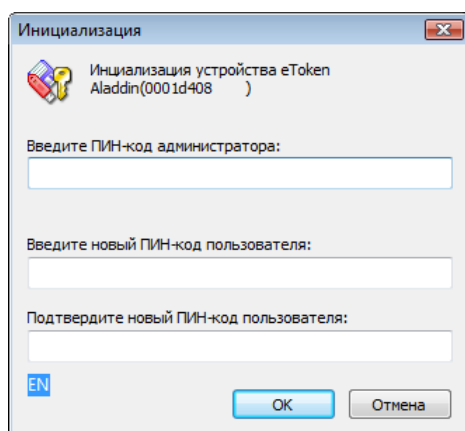 Инициализация
Инциализация устройства eToken
Aladdin(0001d408 )
Введите ПИН-код администратора:
Введите новый ПИН-код пользователя:
Подтвердите новый ПИН-код пользователя:
EN
OK
Отмена